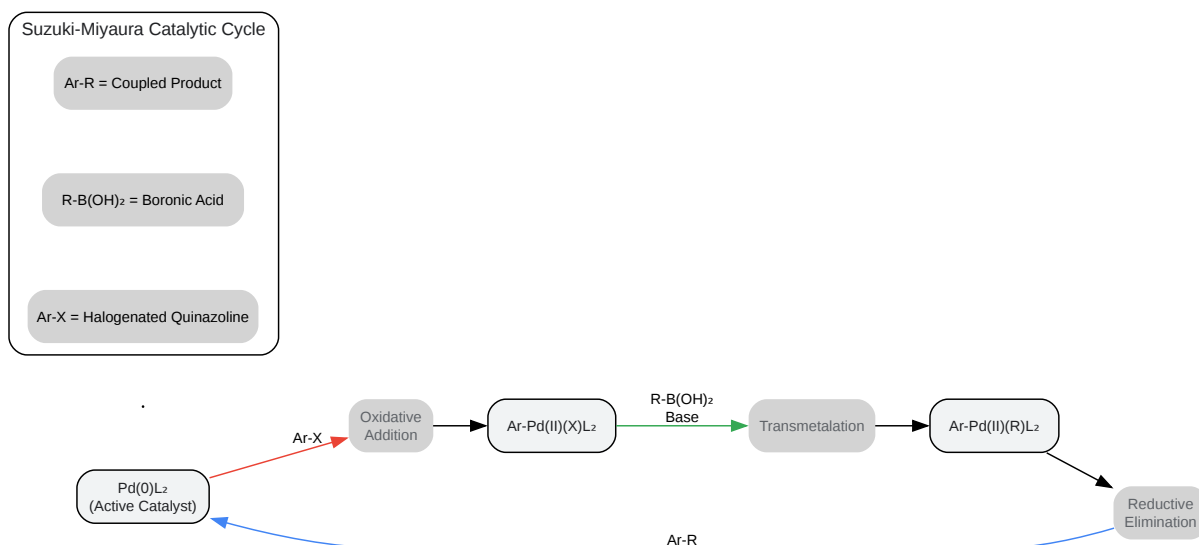 Suzuki-Miyaura Catalytic Cycle
Ar-R = Coupled Product
R-B(OH)₂ = Boronic Acid
Ar-X = Halogenated Quinazoline
Pd(0)L₂
(Active Catalyst)
Ar-X
Oxidative
Addition
Ar-Pd(II)(X)L₂
R-B(OH)₂
Base
Transmetalation
Ar-Pd(II)(R)L₂
Reductive
Elimination
Ar-R